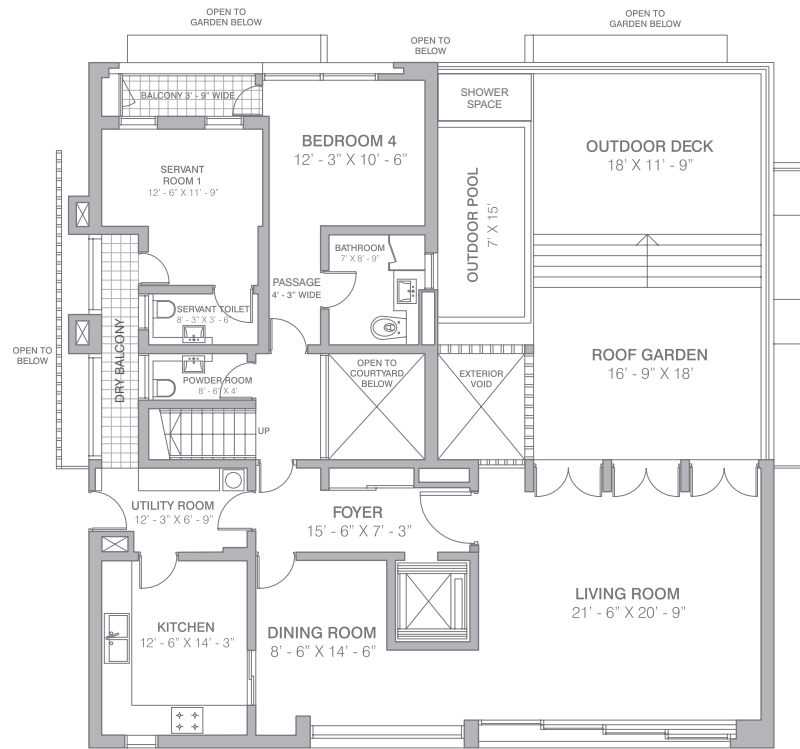 OPEN TO
GARDEN BELOW
OPEN TO
BELOW
OPEN TO
GARDEN BELOW
BALCONY 3' - 9" WIDE
SHOWER
SPACE
BEDROOM 4
12' - 3" X 10' - 6"
OUTDOOR DECK
18' X 11' - 9"
SERVANT
ROOM 1
12' - 6" X 11' - 9"
OUTDOOR POOL
7' X 15'
BATHROOM
7' X 8' - 9"
PASSAGE
4' - 3" WIDE
SERVANT TOILET
8' - 3" X 3' - 6"
OPEN TO
BELOW
DRY BALCONY
POWDER ROOM
8' - 6" X 4'
OPEN TO
COURTYARD
BELOW
EXTERIOR
VOID
ROOF GARDEN
16' - 9" X 18'
UP
UTILITY ROOM
12' - 3" X 6' - 9"
FOYER
15' - 6" X 7' - 3"
LIVING ROOM
21' - 6" X 20' - 9"
KITCHEN
12' - 6" X 14' - 3"
DINING ROOM
8' - 6" X 14' - 6"